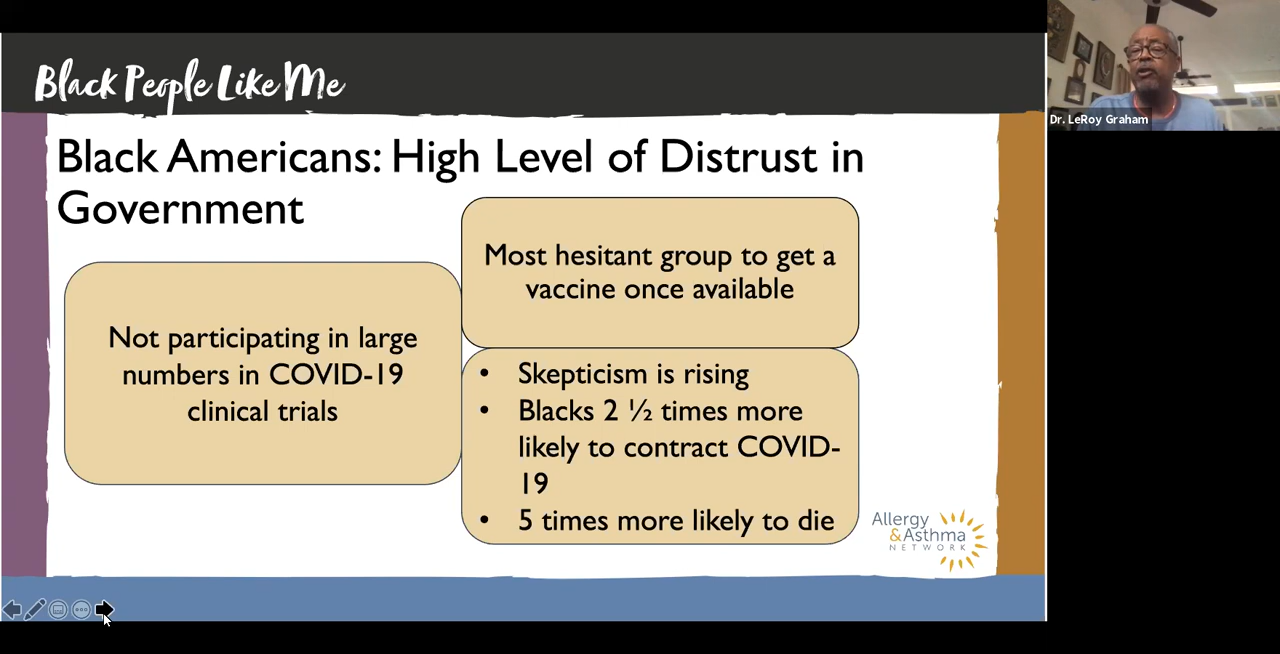 Black People Like Me
Dr. LeRoy Graham
Black Americans: High Level of Distrust in
Government
Not participating in large
numbers in COVID-19
clinical trials
Most hesitant group to get a
vaccine once available
• Skepticism is rising
• Blacks 2 ½ times more
likely to contract COVID-
19
• 5 times more likely to die
Allergy
&Asthma
NETWORK